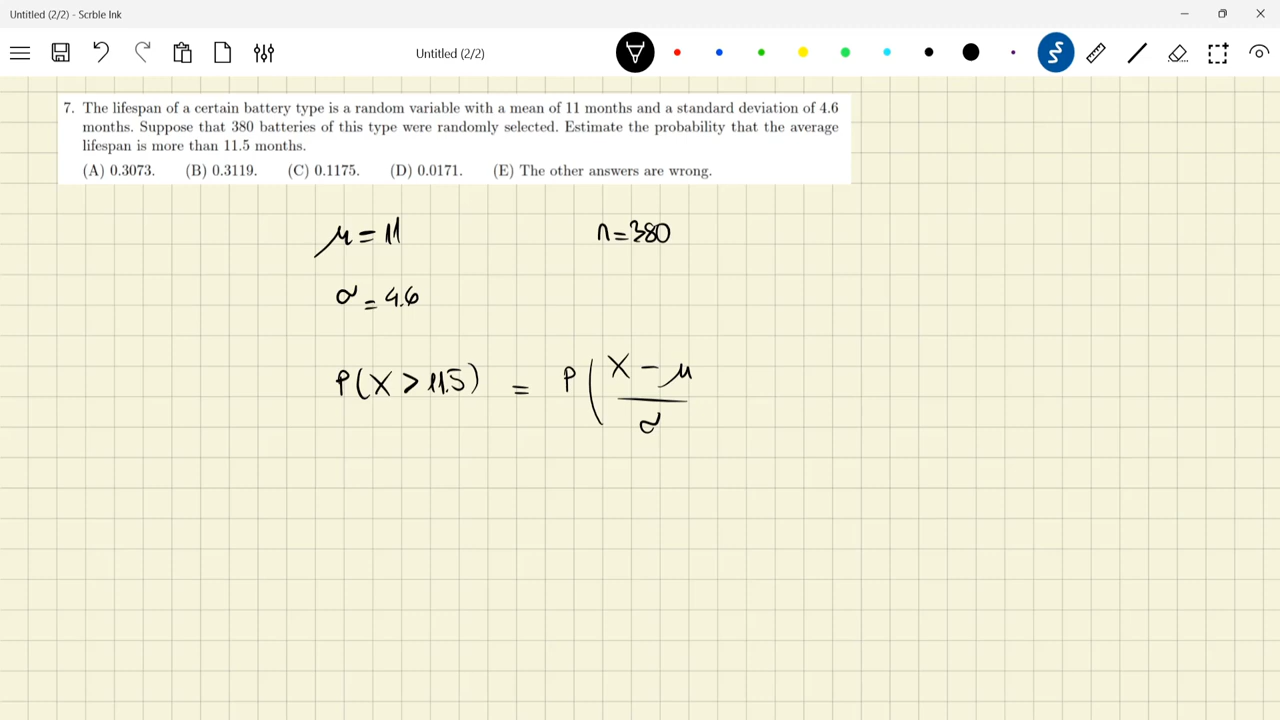 Untitled (2/2) - Scrble Ink
Untitled (2/2)
7. The lifespan of a certain battery type is a random variable with a mean of 11 months and a standard deviation of 4.6
months. Suppose that 380 batteries of this type were randomly selected. Estimate the probability that the average
lifespan is more than 11.5 months.
(A) 0.3073. (B) 0.3119. (C) 0.1175. (D) 0.0171. (E) The other answers are wrong.
μ = 11 n = 380
σ = 4.6
P(X > 11.5) = P( X - μ
σ